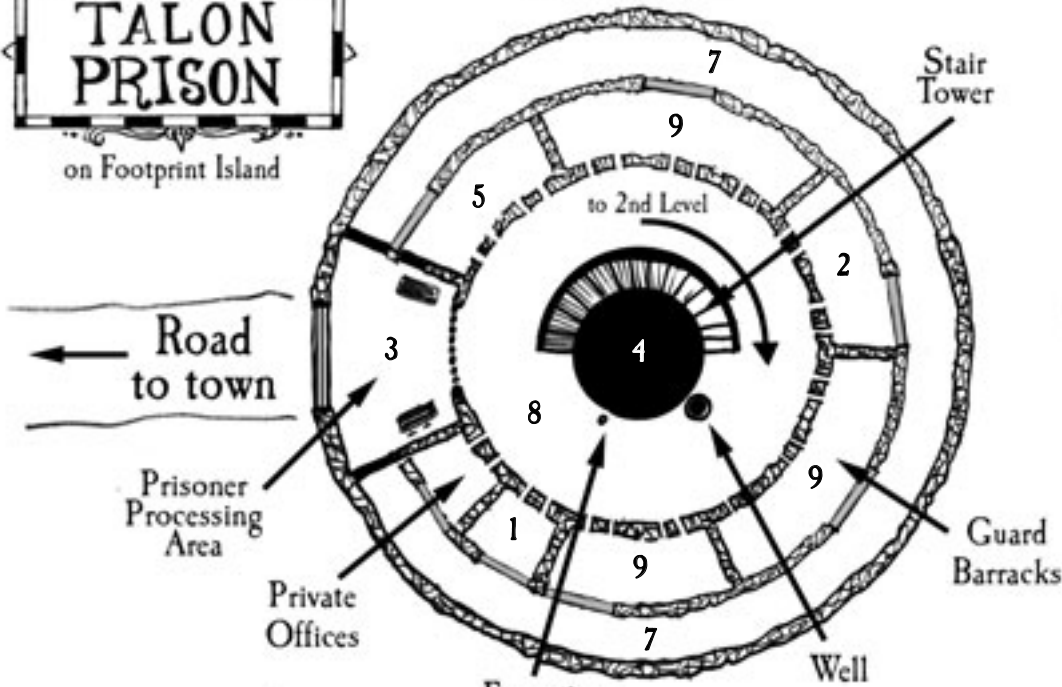 TALON
PRISON
on Footprint Island
Stair
Tower
7
9
5
to 2nd Level
2
Road
to town
3
4
8
Prisoner
Processing
Area
9
1
9
Guard
Barracks
Private
Offices
7
Well